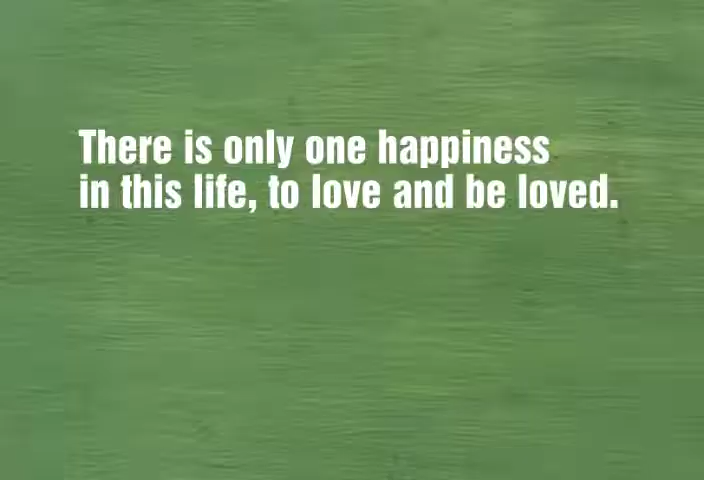 There is only one happiness
in this life, to love and be loved.